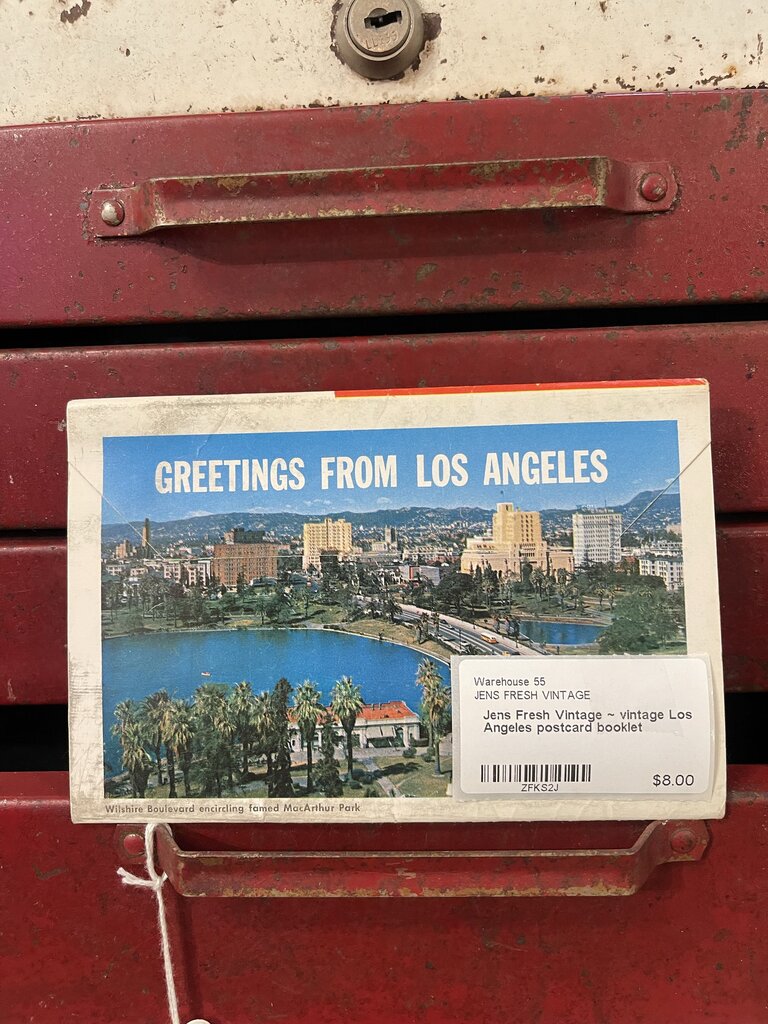 GREETINGS FROM LOS ANGELES
Warehouse 55
JENS FRESH VINTAGE
Jens Fresh Vintage ~ vintage Los
Angeles postcard booklet
ZFKS2J
$8.00
Wilshire Boulevard encircling famed MacArthur Park